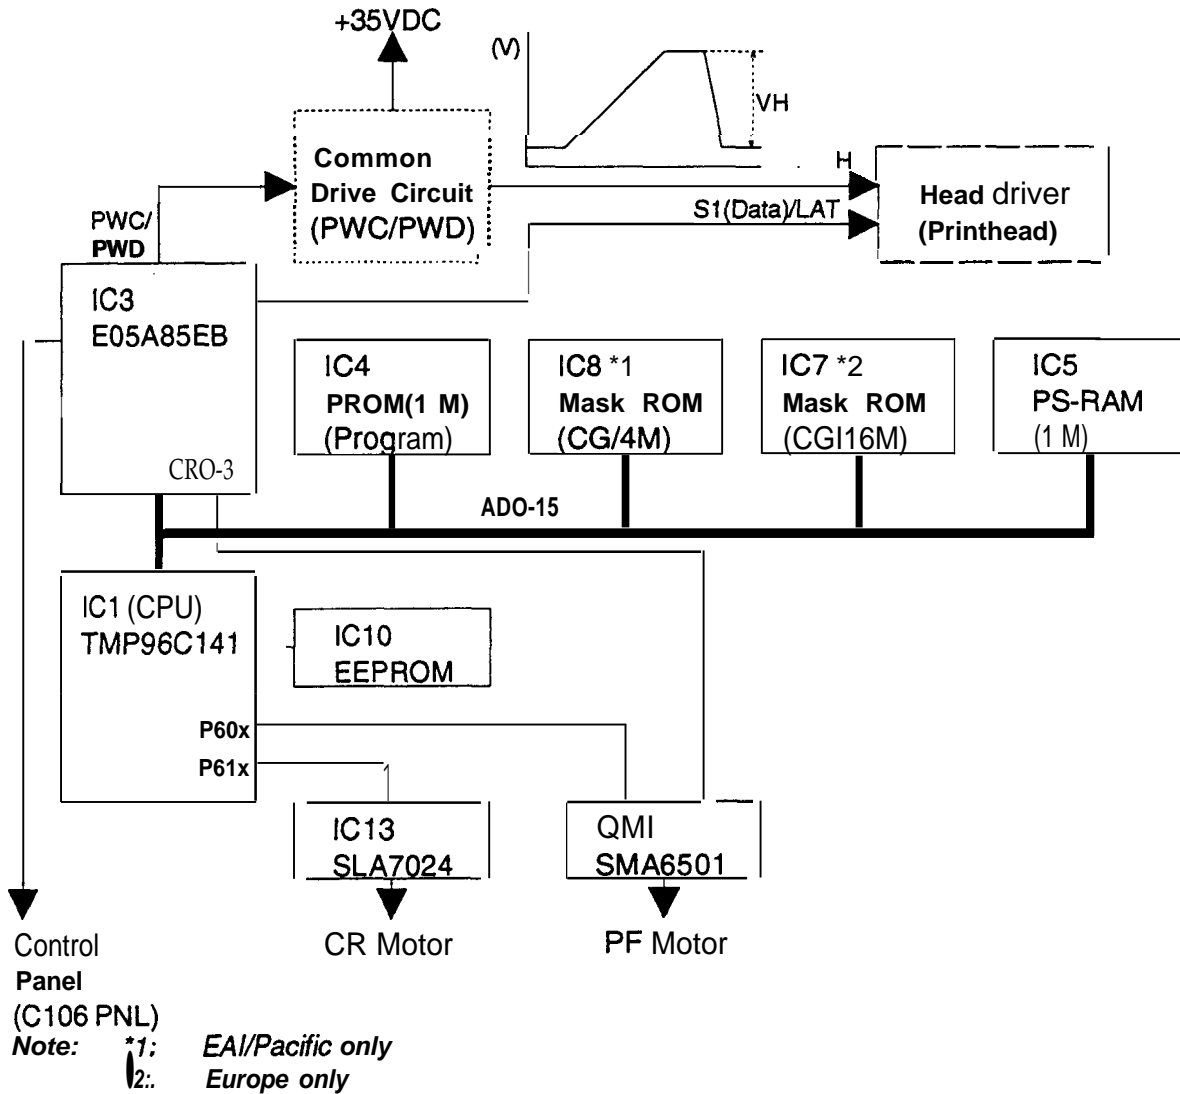 +35VDC
(V)
VH
Common
Drive Circuit
(PWC/PWD)
H
S1(Data)/LAT
Head driver
(Printhead)
PWC/
PWD
IC3
E05A85EB
CRO-3
IC4
PROM(1 M)
(Program)
IC8 *1
Mask ROM
(CG/4M)
IC7 *2
Mask ROM
(CGI16M)
IC5
PS-RAM
(1 M)
ADO-15
IC1 (CPU)
TMP96C141
P60x
P61x
IC10
EEPROM
IC13
SLA7024
QMI
SMA6501
Control
Panel
(C106 PNL)
CR Motor
PF Motor
Note: *1: EAI/Pacific only
2:. Europe only